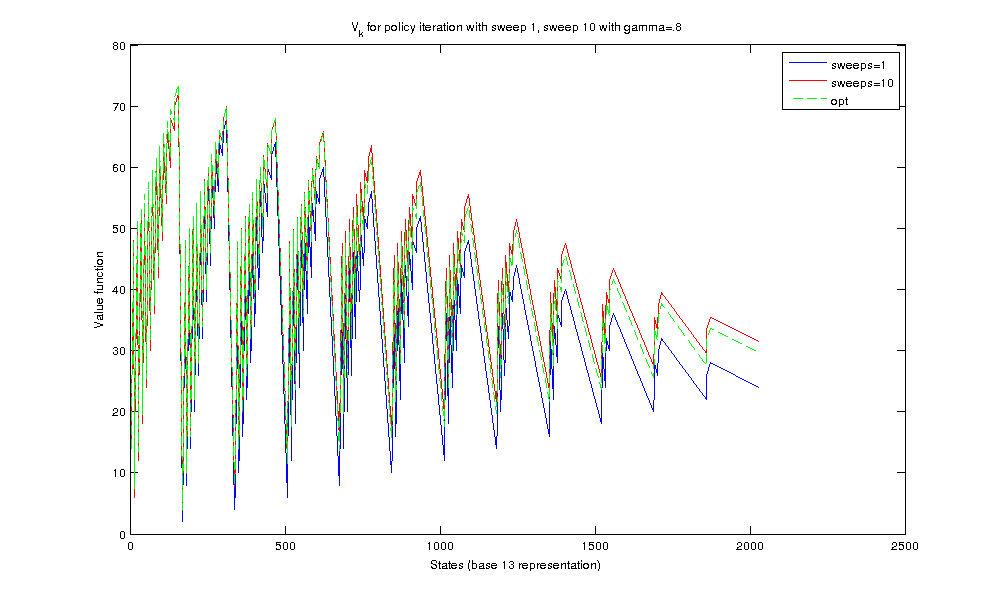 V_k for policy iteration with sweep 1, sweep 10 with gamma=.8
80
70
60
50
40
30
20
10
0
Value function
sweeps=1
sweeps=10
opt
0
500
1000
1500
2000
2500
States (base 13 representation)